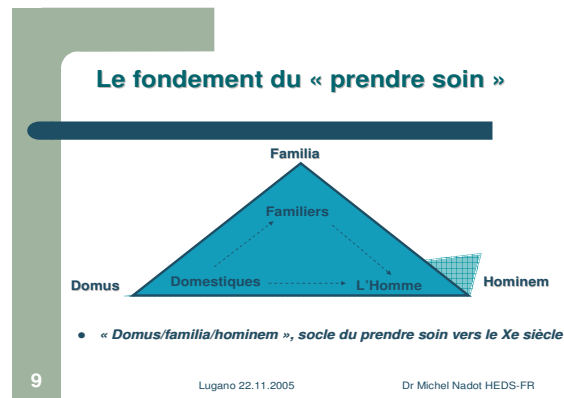 Le fondement du « prendre soin »
Familia
Familiers
Domus
Domestiques
L'Homme
Hominem
• « Domus/familia/hominem », socle du prendre soin vers le Xe siècle
9
Lugano 22.11.2005
Dr Michel Nadot HEDS-FR